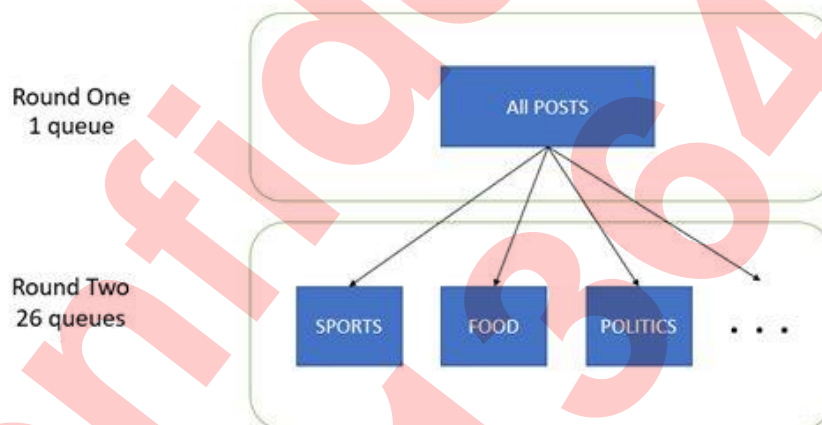 Round One
1 queue
All POSTS
Round Two
26 queues
SPORTS
FOOD
POLITICS
. . .